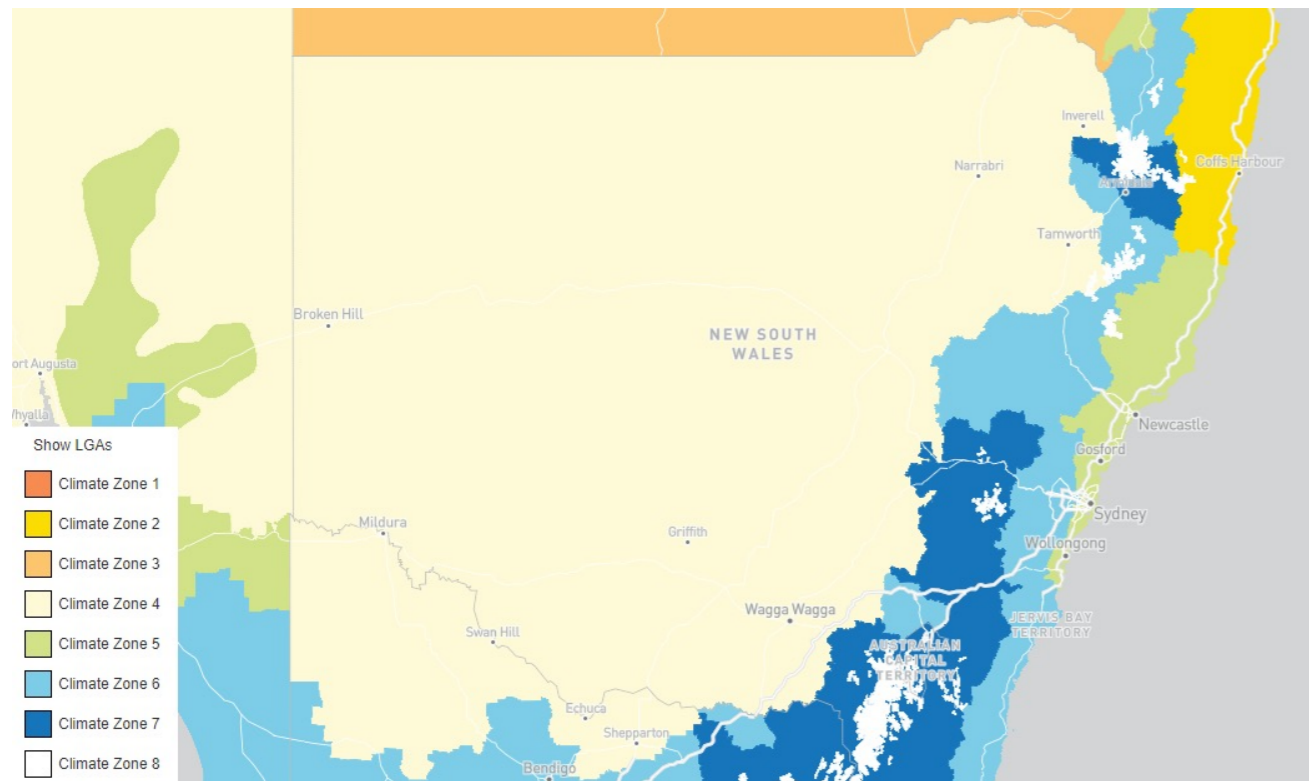 Inverell
Narrabri
Coffs Harbour
Armidale
Tamworth
Broken Hill
NEW SOUTH
WALES
ort Augusta
Whyalla
Newcastle
Gosford
Sydney
Mildura
Griffith
Wollongong
Wagga Wagga
JERVIS BAY
TERRITORY
Swan Hill
AUSTRALIAN
CAPITAL
TERRITORY
Echuca
Shepparton
Bendigo
Show LGAs
Climate Zone 1
Climate Zone 2
Climate Zone 3
Climate Zone 4
Climate Zone 5
Climate Zone 6
Climate Zone 7
Climate Zone 8